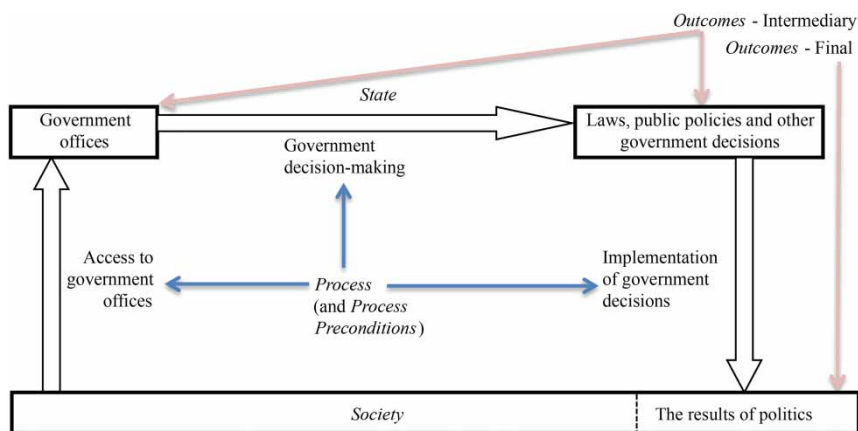 Outcomes - Intermediary
Outcomes - Final
State
Government
offices
Laws, public policies and other
government decisions
Government
decision-making
Access to
government
offices
Process
(and Process
Preconditions)
Implementation
of government
decisions
Society
The results of politics